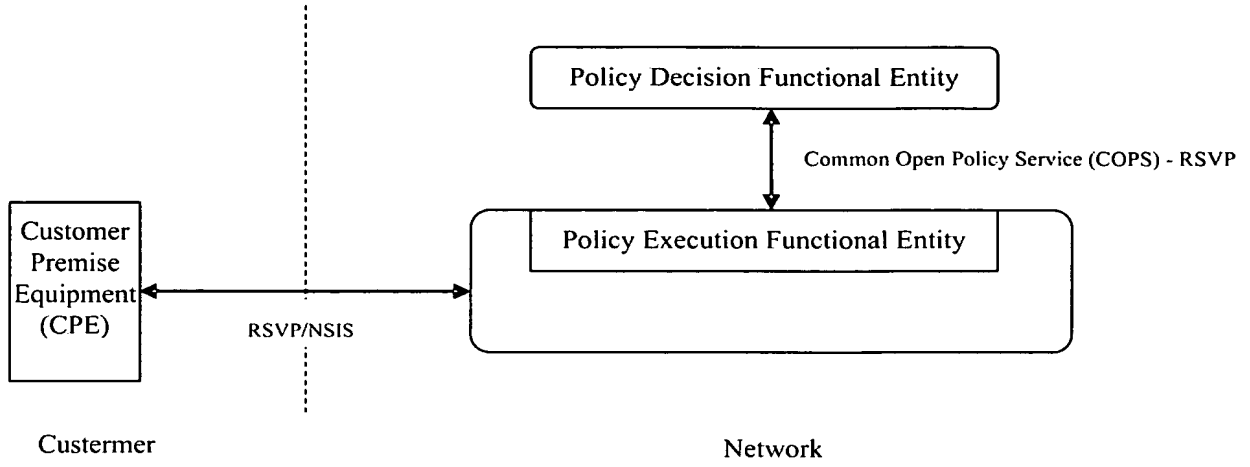 Policy Decision Functional Entity
Common Open Policy Service (COPS) - RSVP
Customer
Premise
Equipment
(CPE)
Policy Execution Functional Entity
RSVP/NSIS
Custermer
Network